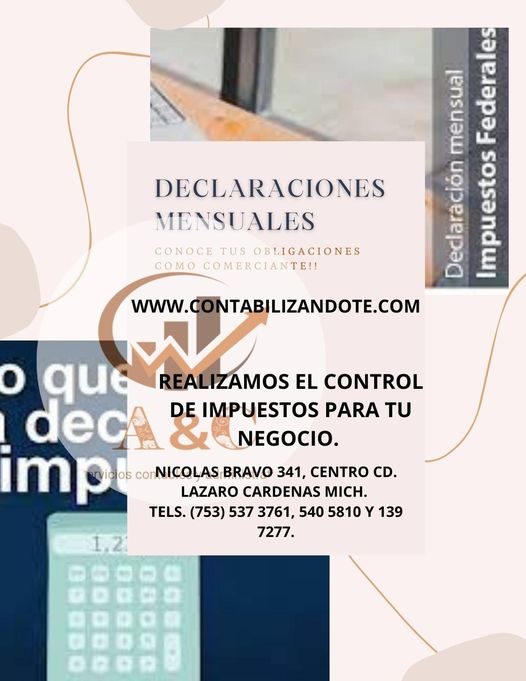 Declaración mensual
Impuestos Federales
DECLARACIONES
MENSUALES
CONOCE TUS OBLIGACIONES
COMO COMERCIANTE!!
WWW.CONTABILIZANDOTE.COM
REALIZAMOS EL CONTROL
DE IMPUESTOS PARA TU
NEGOCIO.
A & C
o que
dec
impu
NICOLAS BRAVO 341, CENTRO CD.
LAZARO CARDENAS MICH.
TELS. (753) 537 3761, 540 5810 Y 139
7277.